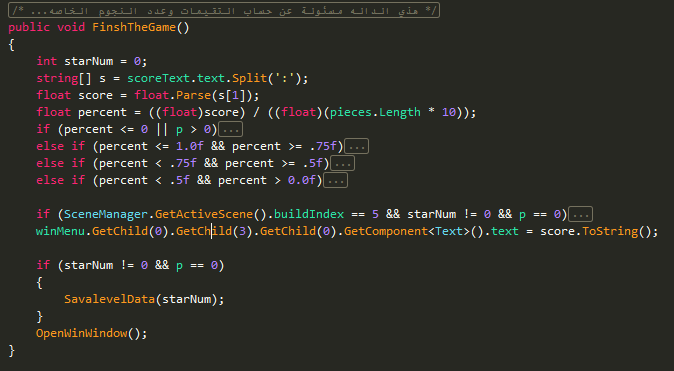 /* هذي الداله مسئولة عن حساب التقيمات وعدد النجوم الخاصه... */
public void FinshTheGame()
{
int starNum = 0;
string[] s = scoreText.text.Split(':');
float score = float.Parse(s[1]);
float percent = ((float)score) / ((float)(pieces.Length * 10));
if (percent <= 0 || p > 0)...
else if (percent <= 1.0f && percent >= .75f)...
else if (percent < .75f && percent >= .5f)...
else if (percent < .5f && percent > 0.0f)...
if (SceneManager.GetActiveScene().buildIndex == 5 && starNum != 0 && p == 0)...
winMenu.GetChild(0).GetChild(3).GetChild(0).GetComponent<Text>().text = score.ToString();
if (starNum != 0 && p == 0)
{
SavalevelData(starNum);
}
OpenWinWindow();
}